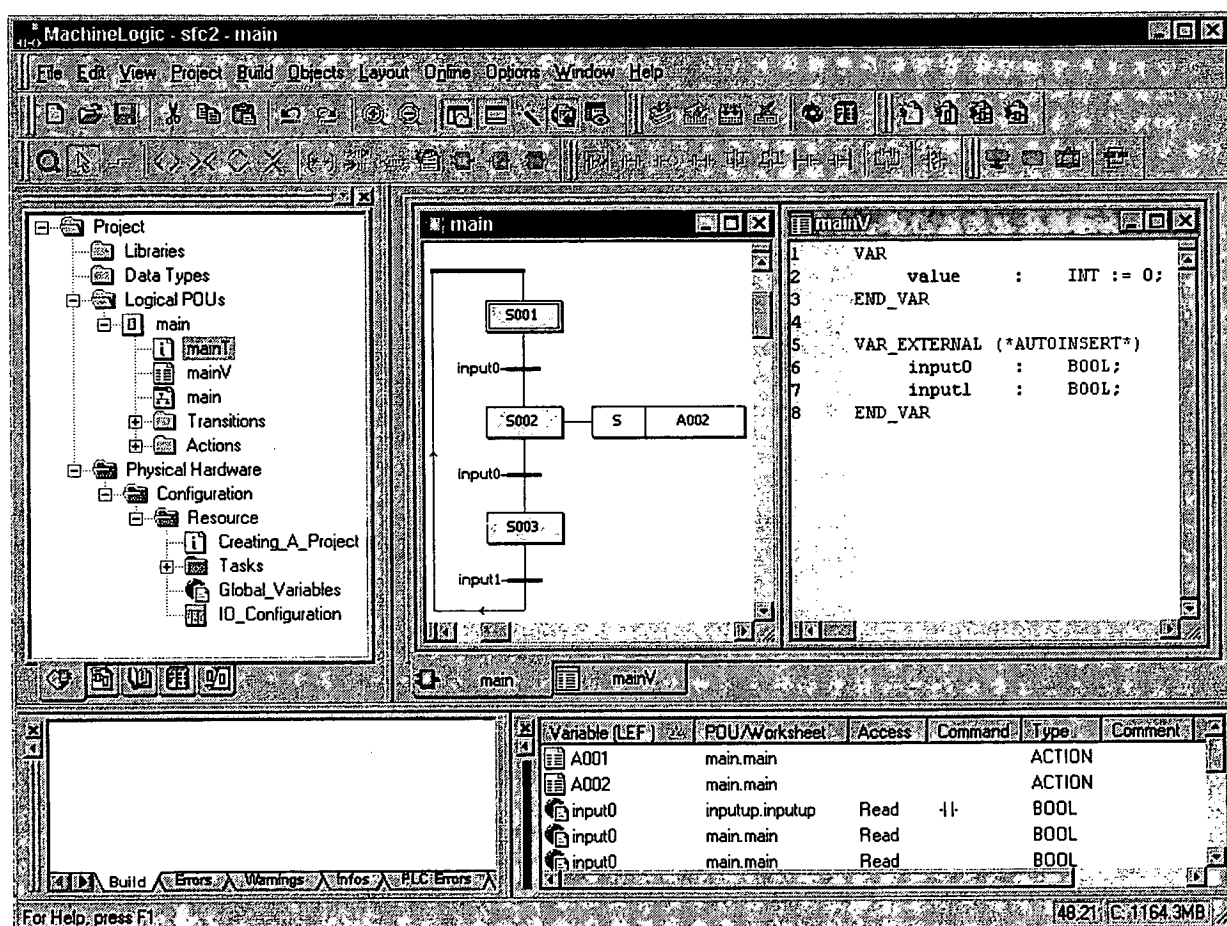 MachineLogic - sfc2 - main
File Edit View Project Build Objects Layout Online Options Window Help
Project
Libraries
Data Types
Logical POUs
main
mainT
mainV
main
Transitions
Actions
Physical Hardware
Configuration
Resource
Creating_A_Project
Tasks
Global_Variables
IO_Configuration
main
S001
input0
S002
S
A002
input0
S003
input1
mainV
1 VAR
2 value : INT := 0;
3 END_VAR
4
5 VAR_EXTERNAL (*AUTOINSERT*)
6 input0 : BOOL;
7 input1 : BOOL;
8 END_VAR
main
mainV
Build Errors Warnings Infos PLC Errors
Variable (LEF) POU/Worksheet Access Command Type Comment
A001 main.main ACTION
A002 main.main ACTION
input0 inputup.inputup Read BOOL
input0 main.main Read BOOL
input0 main.main Read BOOL
For Help, press F1
48.21 C: 1164.3MB